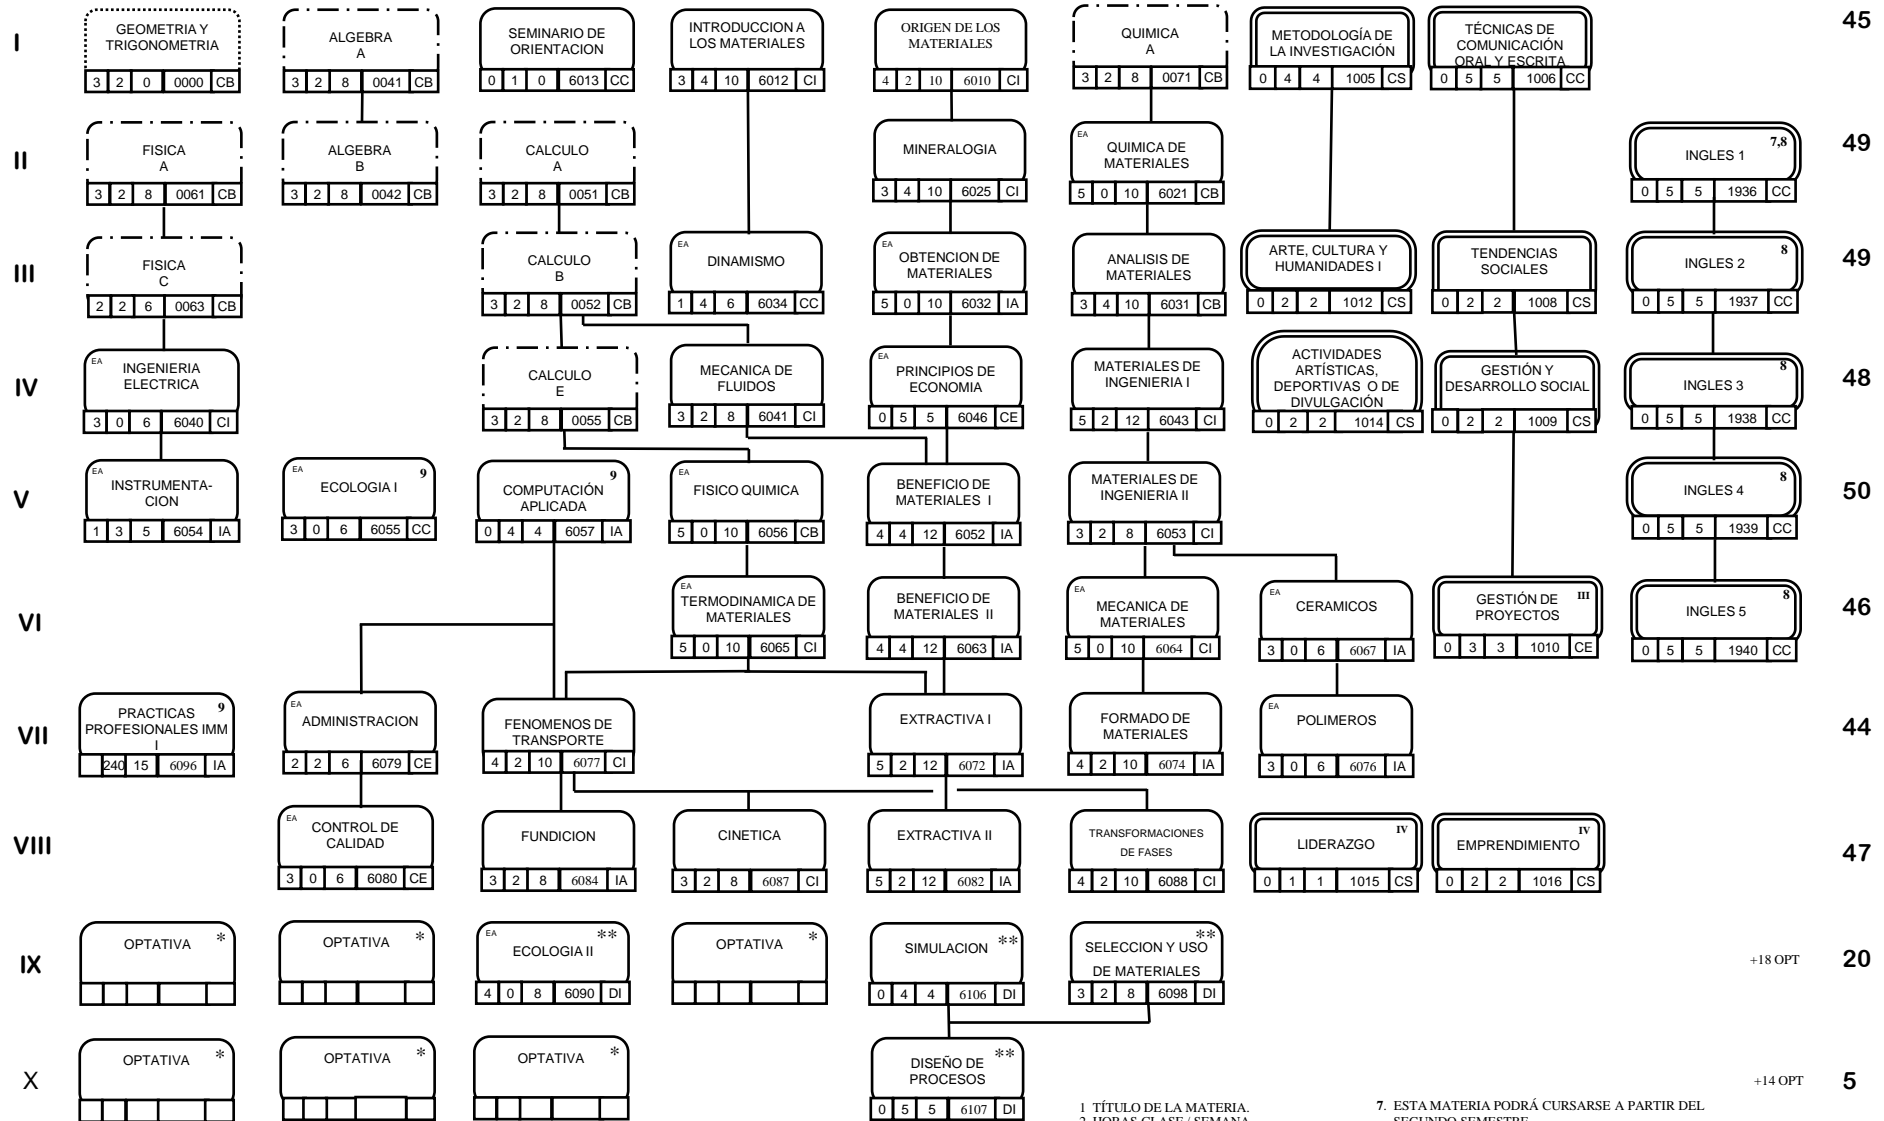 I
GEOMETRIA Y
TRIGONOMETRIA
3 2 0 0000 CB
ALGEBRA
A
3 2 8 0041 CB
SEMINARIO DE
ORIENTACION
0 1 0 6013 CC
INTRODUCCION A
LOS MATERIALES
3 4 10 6012 CI
ORIGEN DE LOS
MATERIALES
4 2 10 6010 CI
QUIMICA
A
3 2 8 0071 CB
METODOLOGÍA DE
LA INVESTIGACIÓN
0 4 4 1005 CS
TÉCNICAS DE
COMUNICACIÓN
ORAL Y ESCRITA
0 5 5 1006 CC
45
II
FISICA
A
3 2 8 0061 CB
ALGEBRA
B
3 2 8 0042 CB
CALCULO
A
3 2 8 0051 CB
MINERALOGIA
3 4 10 6025 CI
EA
QUIMICA DE
MATERIALES
5 0 10 6021 CB
7,8
INGLES 1
0 5 5 1936 CC
49
III
FISICA
C
2 2 6 0063 CB
CALCULO
B
3 2 8 0052 CB
EA
DINAMISMO
1 4 6 6034 CC
EA
OBTENCION DE
MATERIALES
5 0 10 6032 IA
ANALISIS DE
MATERIALES
3 4 10 6031 CB
ARTE, CULTURA Y
HUMANIDADES I
0 2 2 1012 CS
TENDENCIAS
SOCIALES
0 2 2 1008 CS
8
INGLES 2
0 5 5 1937 CC
49
IV
EA
INGENIERIA
ELECTRICA
3 0 6 6040 CI
CALCULO
E
3 2 8 0055 CB
MECANICA DE
FLUIDOS
3 2 8 6041 CI
EA
PRINCIPIOS DE
ECONOMIA
0 5 5 6046 CE
MATERIALES DE
INGENIERIA I
5 2 12 6043 CI
ACTIVIDADES
ARTÍSTICAS,
DEPORTIVAS O DE
DIVULGACIÓN
0 2 2 1014 CS
GESTIÓN Y
DESARROLLO SOCIAL
0 2 2 1009 CS
8
INGLES 3
0 5 5 1938 CC
48
V
EA
INSTRUMENTA-
CION
1 3 5 6054 IA
EA 9
ECOLOGIA I
3 0 6 6055 CC
9
COMPUTACIÓN
APLICADA
0 4 4 6057 IA
EA
FISICO QUIMICA
5 0 10 6056 CB
BENEFICIO DE
MATERIALES I
4 4 12 6052 IA
MATERIALES DE
INGENIERIA II
3 2 8 6053 CI
8
INGLES 4
0 5 5 1939 CC
50
VI
EA
TERMODINAMICA DE
MATERIALES
5 0 10 6065 CI
BENEFICIO DE
MATERIALES II
4 4 12 6063 IA
EA
MECANICA DE
MATERIALES
5 0 10 6064 CI
EA
CERAMICOS
3 0 6 6067 IA
III
GESTIÓN DE
PROYECTOS
0 3 3 1010 CE
8
INGLES 5
0 5 5 1940 CC
46
VII
PRACTICAS 9
PROFESIONALES IMM
I
240 15 6096 IA
EA
ADMINISTRACION
2 2 6 6079 CE
FENOMENOS DE
TRANSPORTE
4 2 10 6077 CI
EXTRACTIVA I
5 2 12 6072 IA
FORMADO DE
MATERIALES
4 2 10 6074 IA
EA
POLIMEROS
3 0 6 6076 IA
44
VIII
EA
CONTROL DE
CALIDAD
3 0 6 6080 CE
FUNDICION
3 2 8 6084 IA
CINETICA
3 2 8 6087 CI
EXTRACTIVA II
5 2 12 6082 IA
TRANSFORMACIONES
DE FASES
4 2 10 6088 CI
IV
LIDERAZGO
0 1 1 1015 CS
IV
EMPRENDIMIENTO
0 2 2 1016 CS
47
IX
OPTATIVA *
OPTATIVA *
EA **
ECOLOGIA II
4 0 8 6090 DI
OPTATIVA *
SIMULACION **
0 4 4 6106 DI
**
SELECCION Y USO
DE MATERIALES
3 2 8 6098 DI
+18 OPT 20
X
OPTATIVA *
OPTATIVA *
OPTATIVA *
**
DISEÑO DE
PROCESOS
0 5 5 6107 DI
+14 OPT 5
1 TÍTULO DE LA MATERIA.
2 HORAS CLASE / SEMANA
7. ESTA MATERIA PODRÁ CURSARSE A PARTIR DEL
SEGUNDO SEMESTRE